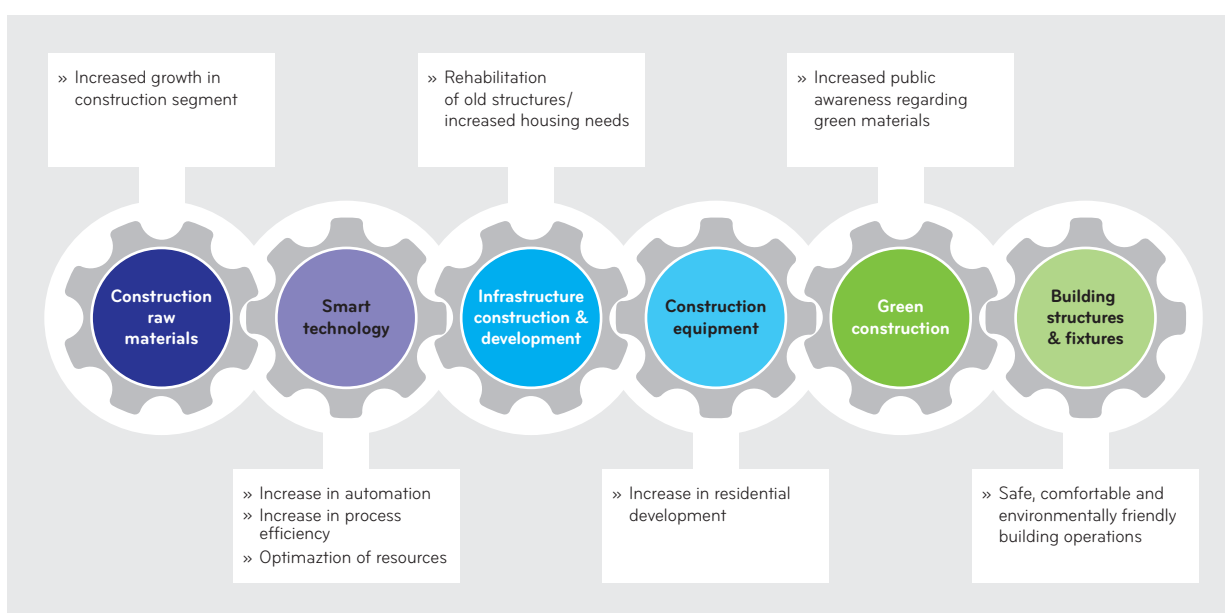 » Increased growth in
construction segment
» Rehabilitation
of old structures/
increased housing needs
» Increased public
awareness regarding
green materials
Construction
raw
materials
Smart
technology
Infrastructure
construction &
development
Construction
equipment
Green
construction
Building
structures
& fixtures
» Increase in automation
» Increase in process
efficiency
» Optimaztion of resources
» Increase in residential
development
» Safe, comfortable and
environmentally friendly
building operations